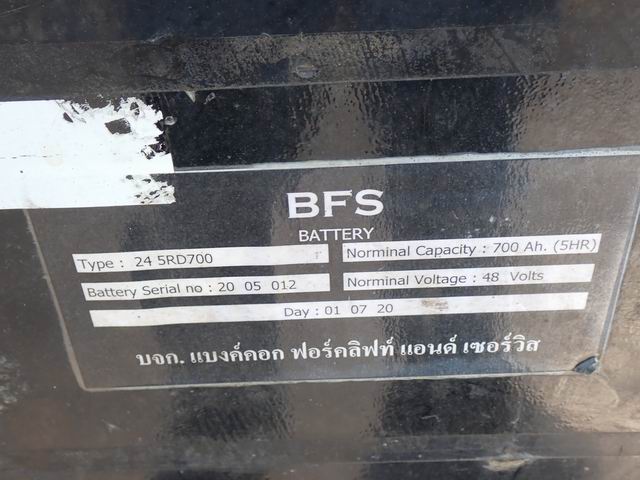 BFS
BATTERY
Type : 24 5RD700
Norminal Capacity : 700 Ah. (5HR)
Battery Serial no : 20 05 012
Norminal Voltage : 48 Volts
Day : 01 07 20
บจก. แบงค์คอก ฟอร์คลิฟท์ แอนด์ เซอร์วิส